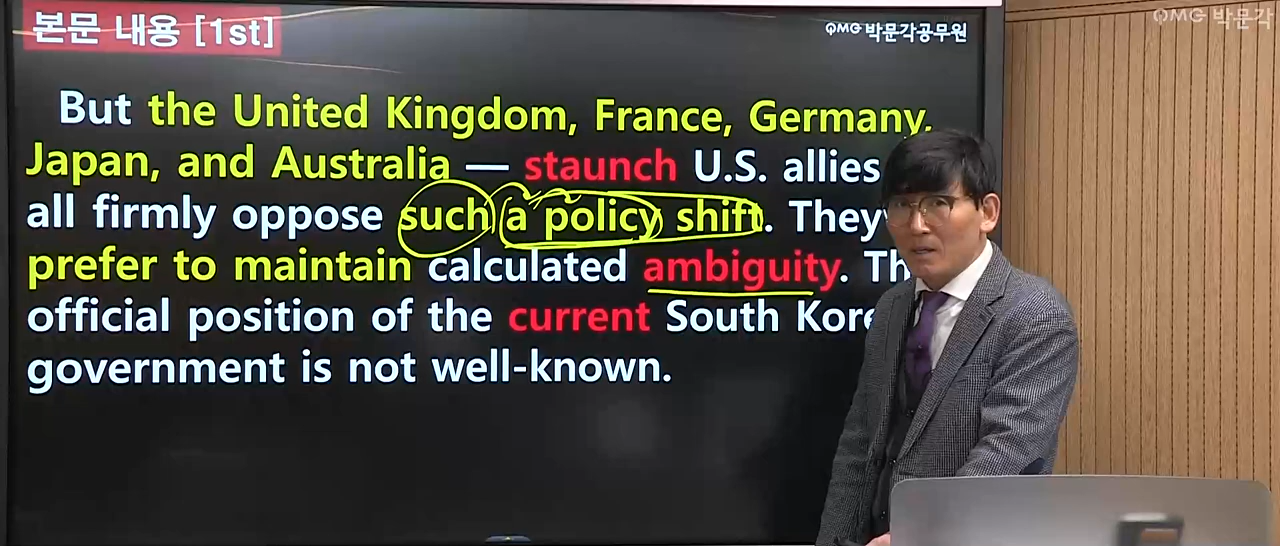 본문 내용 [1st]
QMG 박문각공무원
QMG 박문각
But the United Kingdom, France, Germany,
Japan, and Australia — staunch U.S. allies
all firmly oppose such a policy shift. They
prefer to maintain calculated ambiguity.
official position of the current South
government is not well-known.